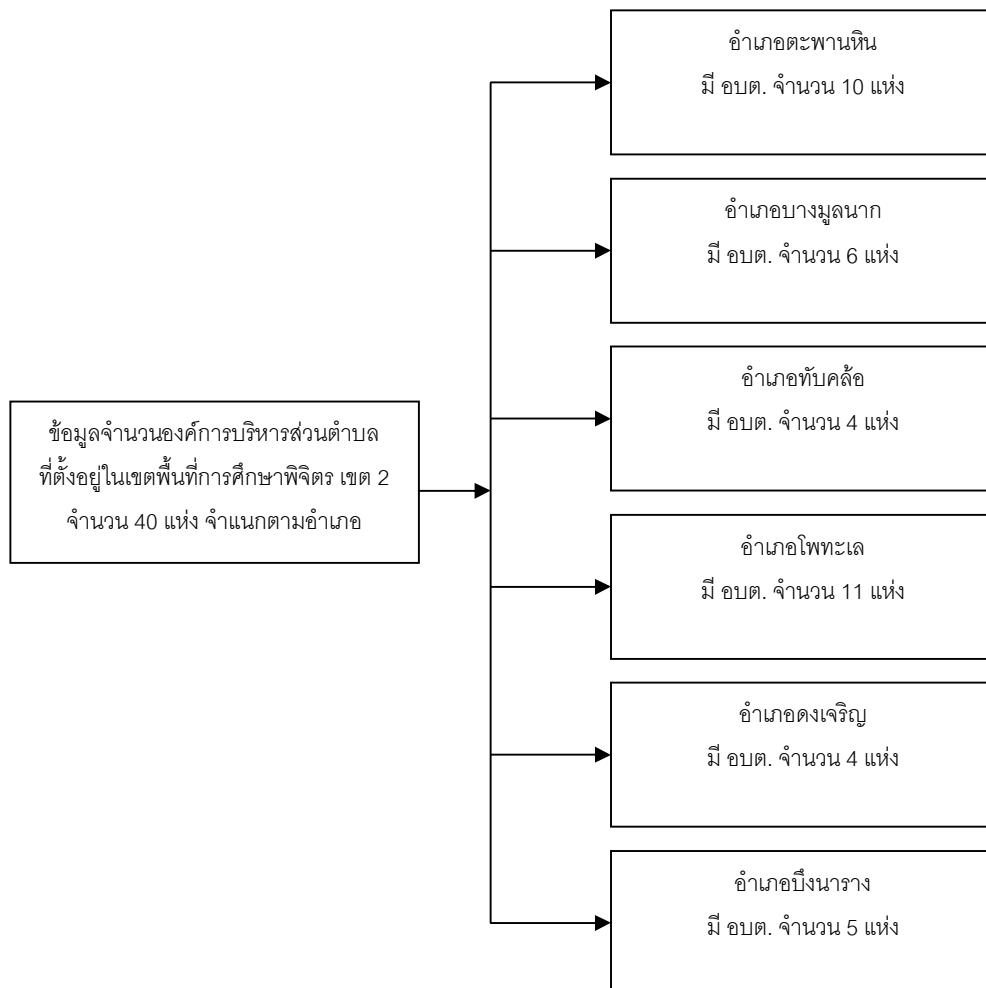 อำเภอตะพานหิน
มี อบต. จำนวน 10 แห่ง
อำเภอบางมูลนาก
มี อบต. จำนวน 6 แห่ง
อำเภอทับคล้อ
มี อบต. จำนวน 4 แห่ง
ข้อมูลจำนวนองค์การบริหารส่วนตำบล
ที่ตั้งอยู่ในเขตพื้นที่การศึกษาพิจิตร เขต 2
จำนวน 40 แห่ง จำแนกตามอำเภอ
อำเภอโพทะเล
มี อบต. จำนวน 11 แห่ง
อำเภอดงเจริญ
มี อบต. จำนวน 4 แห่ง
อำเภอบึงนาราง
มี อบต. จำนวน 5 แห่ง